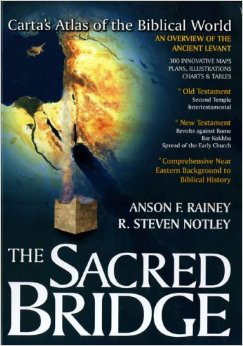 Carta's Atlas of the Biblical World
AN OVERVIEW OF THE
ANCIENT LEVANT
300 INNOVATIVE MAPS
PLANS, ILLUSTRATIONS
CHARTS & TABLES
* Old Testament
Second Temple
Intertestamental
* New Testament
Revolts against Rome
Bar Kokhba
Spread of the Early Church
*Comprehensive Near
Eastern Background to
Biblical History
ANSON F. RAINEY
R. STEVEN NOTLEY
THE SACRED
BRIDGE